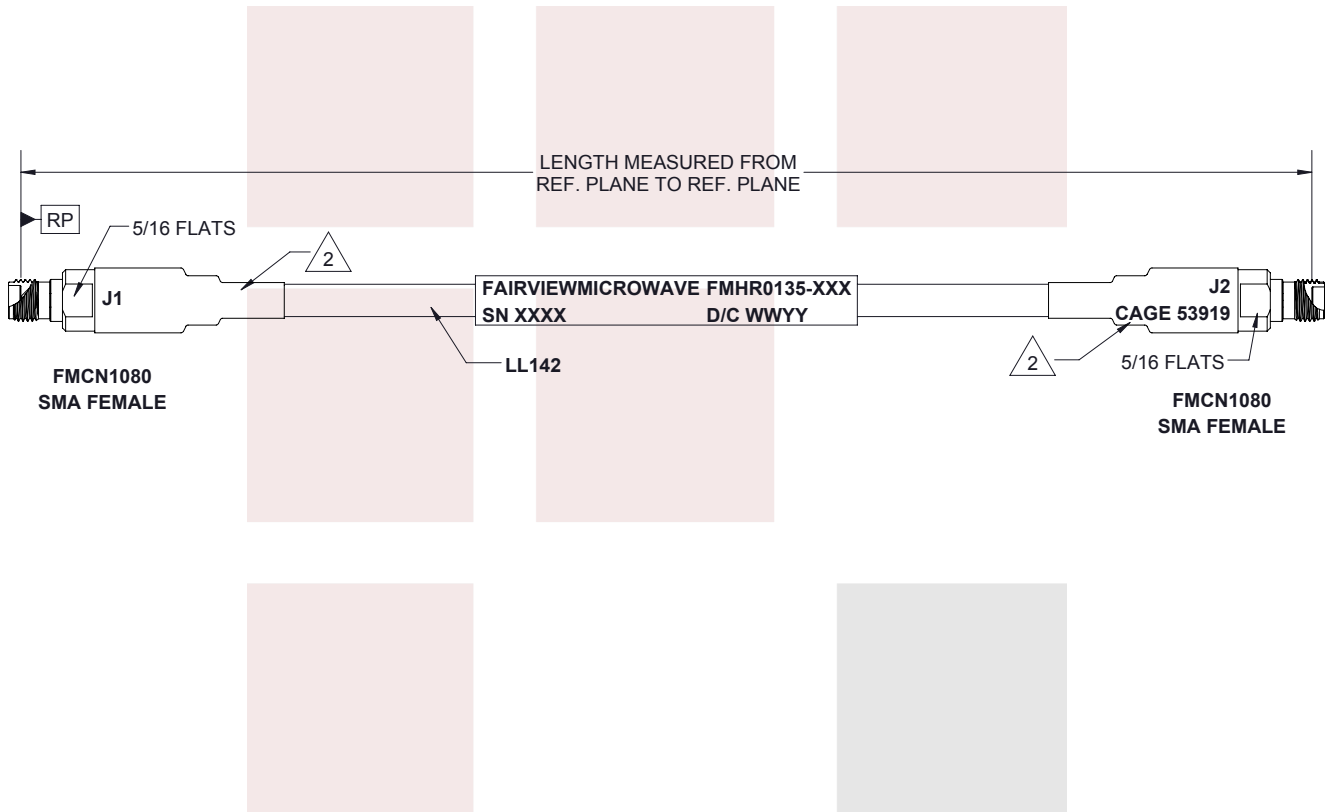 LENGTH MEASURED FROM
REF. PLANE TO REF. PLANE
RP
5/16 FLATS
2
J1
FAIRVIEWMICROWAVE FMHR0135-XXX
SN XXXX D/C WWYY
J2
CAGE 53919
LL142
2
5/16 FLATS
FMCN1080
SMA FEMALE
FMCN1080
SMA FEMALE